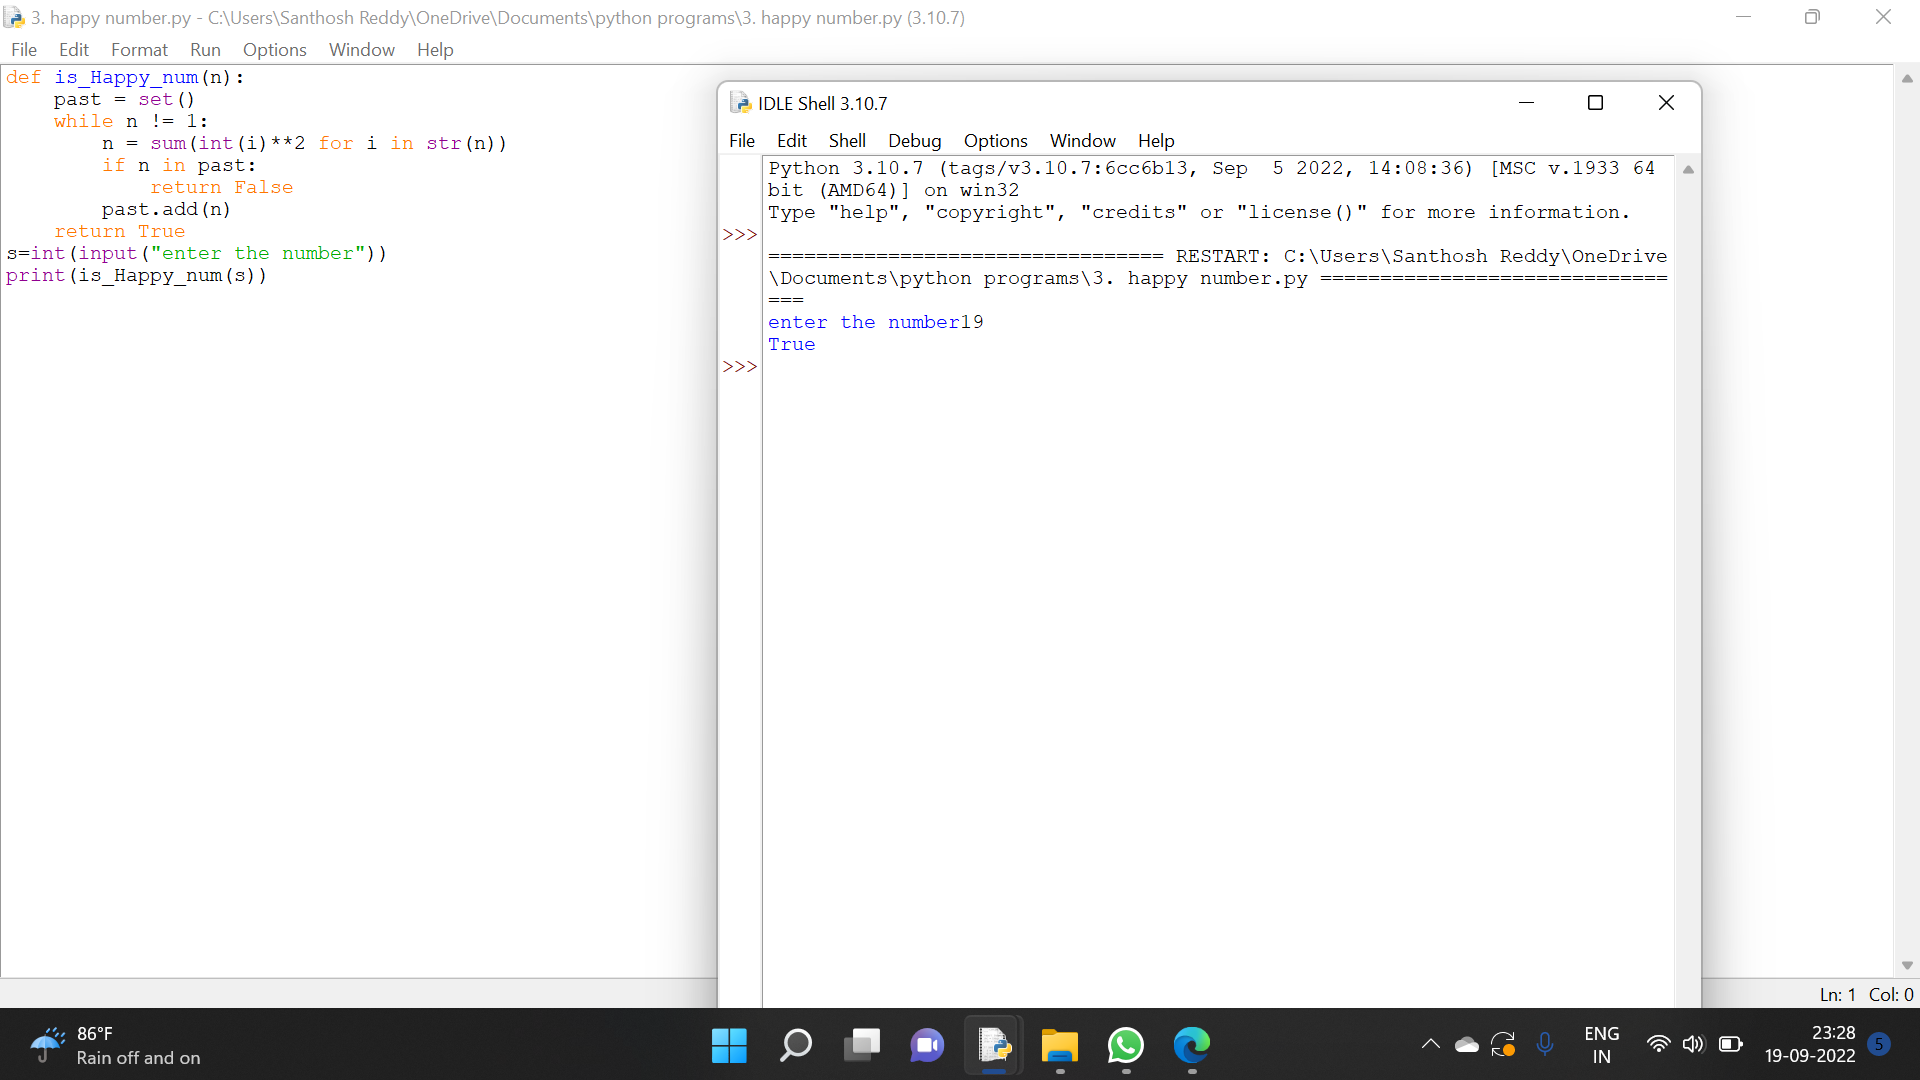 3. happy number.py - C:\Users\Santhosh Reddy\OneDrive\Documents\python programs\3. happy number.py (3.10.7)
File Edit Format Run Options Window Help
def is_Happy_num(n):
    past = set()
    while n != 1:
        n = sum(int(i)**2 for i in str(n))
        if n in past:
            return False
        past.add(n)
    return True
s=int(input("enter the number"))
print(is_Happy_num(s))
IDLE Shell 3.10.7
File Edit Shell Debug Options Window Help
Python 3.10.7 (tags/v3.10.7:6cc6b13, Sep  5 2022, 14:08:36) [MSC v.1933 64
bit (AMD64)] on win32
Type "help", "copyright", "credits" or "license()" for more information.
>>>
================================= RESTART: C:\Users\Santhosh Reddy\OneDrive
\Documents\python programs\3. happy number.py =============================
===
enter the number19
True
>>>
Ln: 1 Col: 0
86°F
Rain off and on
ENG
IN
23:28
19-09-2022
5